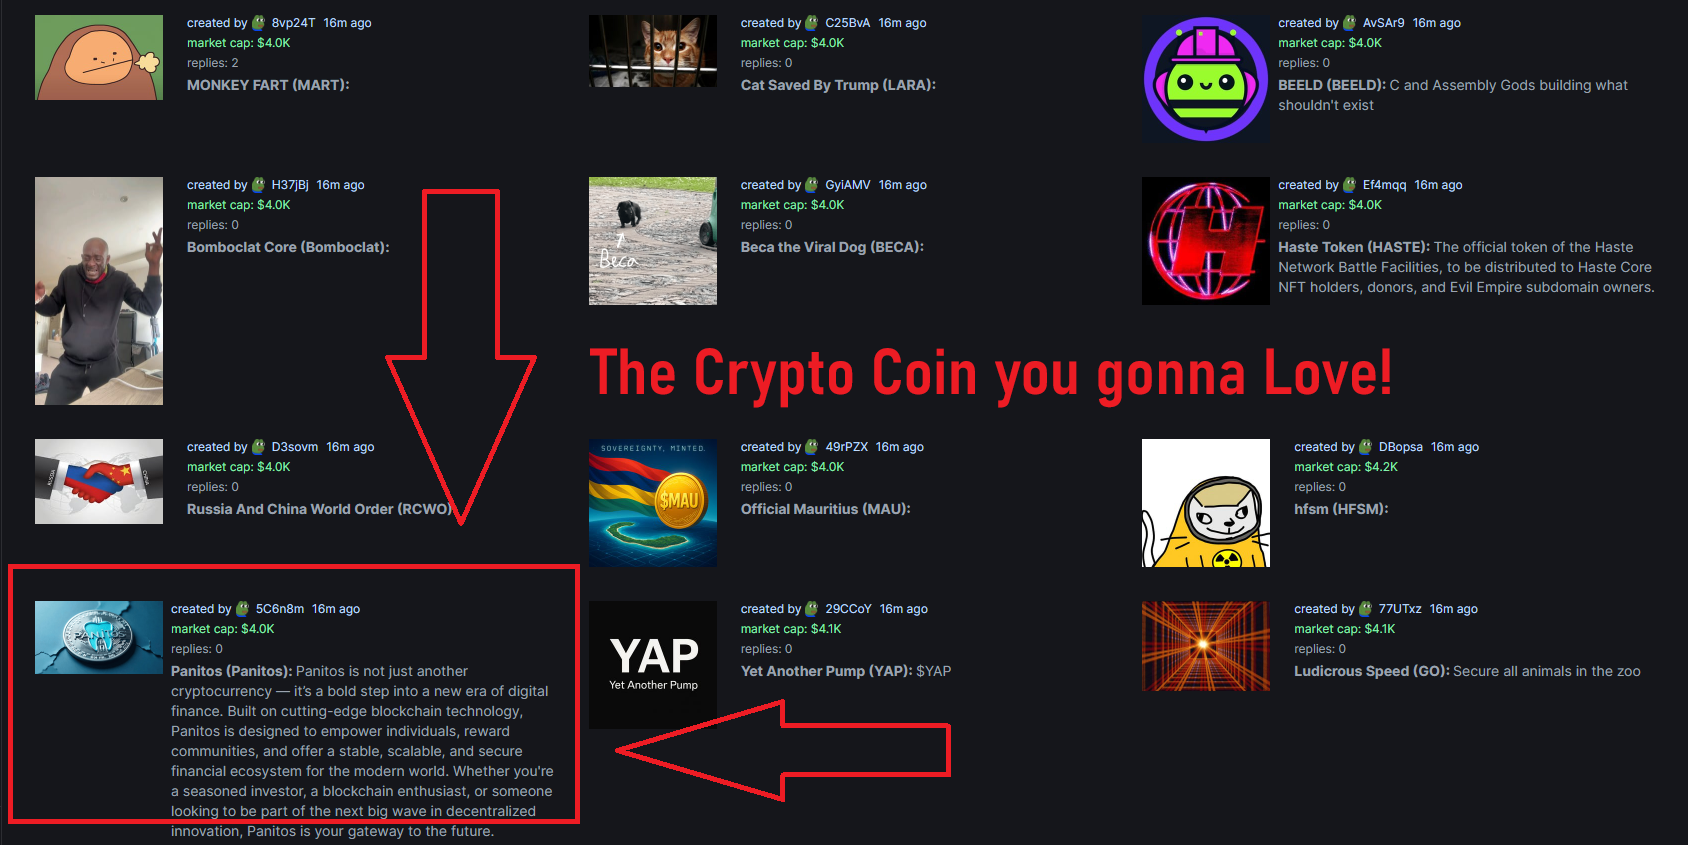 created by 8vp24T 16m ago
market cap: $4.0K
replies: 2
MONKEY FART (MART):
created by C25BvA 16m ago
market cap: $4.0K
replies: 0
Cat Saved By Trump (LARA):
created by AvSAr9 16m ago
market cap: $4.0K
replies: 0
BEELD (BEELD): C and Assembly Gods building what
shouldn't exist
created by H37jBj 16m ago
market cap: $4.0K
replies: 0
Bomboclat Core (Bomboclat):
created by GyiAMV 16m ago
market cap: $4.0K
replies: 0
Beca the Viral Dog (BECA):
Beca
created by Ef4mqq 16m ago
market cap: $4.0K
replies: 0
Haste Token (HASTE): The official token of the Haste
Network Battle Facilities, to be distributed to Haste Core
NFT holders, donors, and Evil Empire subdomain owners.
H
The Crypto Coin you gonna Love!
RUSSIA
CHINA
created by D3sovm 16m ago
market cap: $4.0K
replies: 0
Russia And China World Order (RCWO):
SOVEREIGNTY, MINTED.
$MAU
created by 49rPZX 16m ago
market cap: $4.0K
replies: 0
Official Mauritius (MAU):
created by DBopsa 16m ago
market cap: $4.2K
replies: 0
hfsm (HFSM):
PANITOS
created by 5C6n8m 16m ago
market cap: $4.0K
replies: 0
Panitos (Panitos): Panitos is not just another
cryptocurrency — it's a bold step into a new era of digital
finance. Built on cutting-edge blockchain technology,
Panitos is designed to empower individuals, reward
communities, and offer a stable, scalable, and secure
financial ecosystem for the modern world. Whether you're
a seasoned investor, a blockchain enthusiast, or someone
looking to be part of the next big wave in decentralized
innovation, Panitos is your gateway to the future.
YAP
Yet Another Pump
created by 29CCoY 16m ago
market cap: $4.1K
replies: 0
Yet Another Pump (YAP): $YAP
created by 77UTxz 16m ago
market cap: $4.1K
replies: 0
Ludicrous Speed (GO): Secure all animals in the zoo